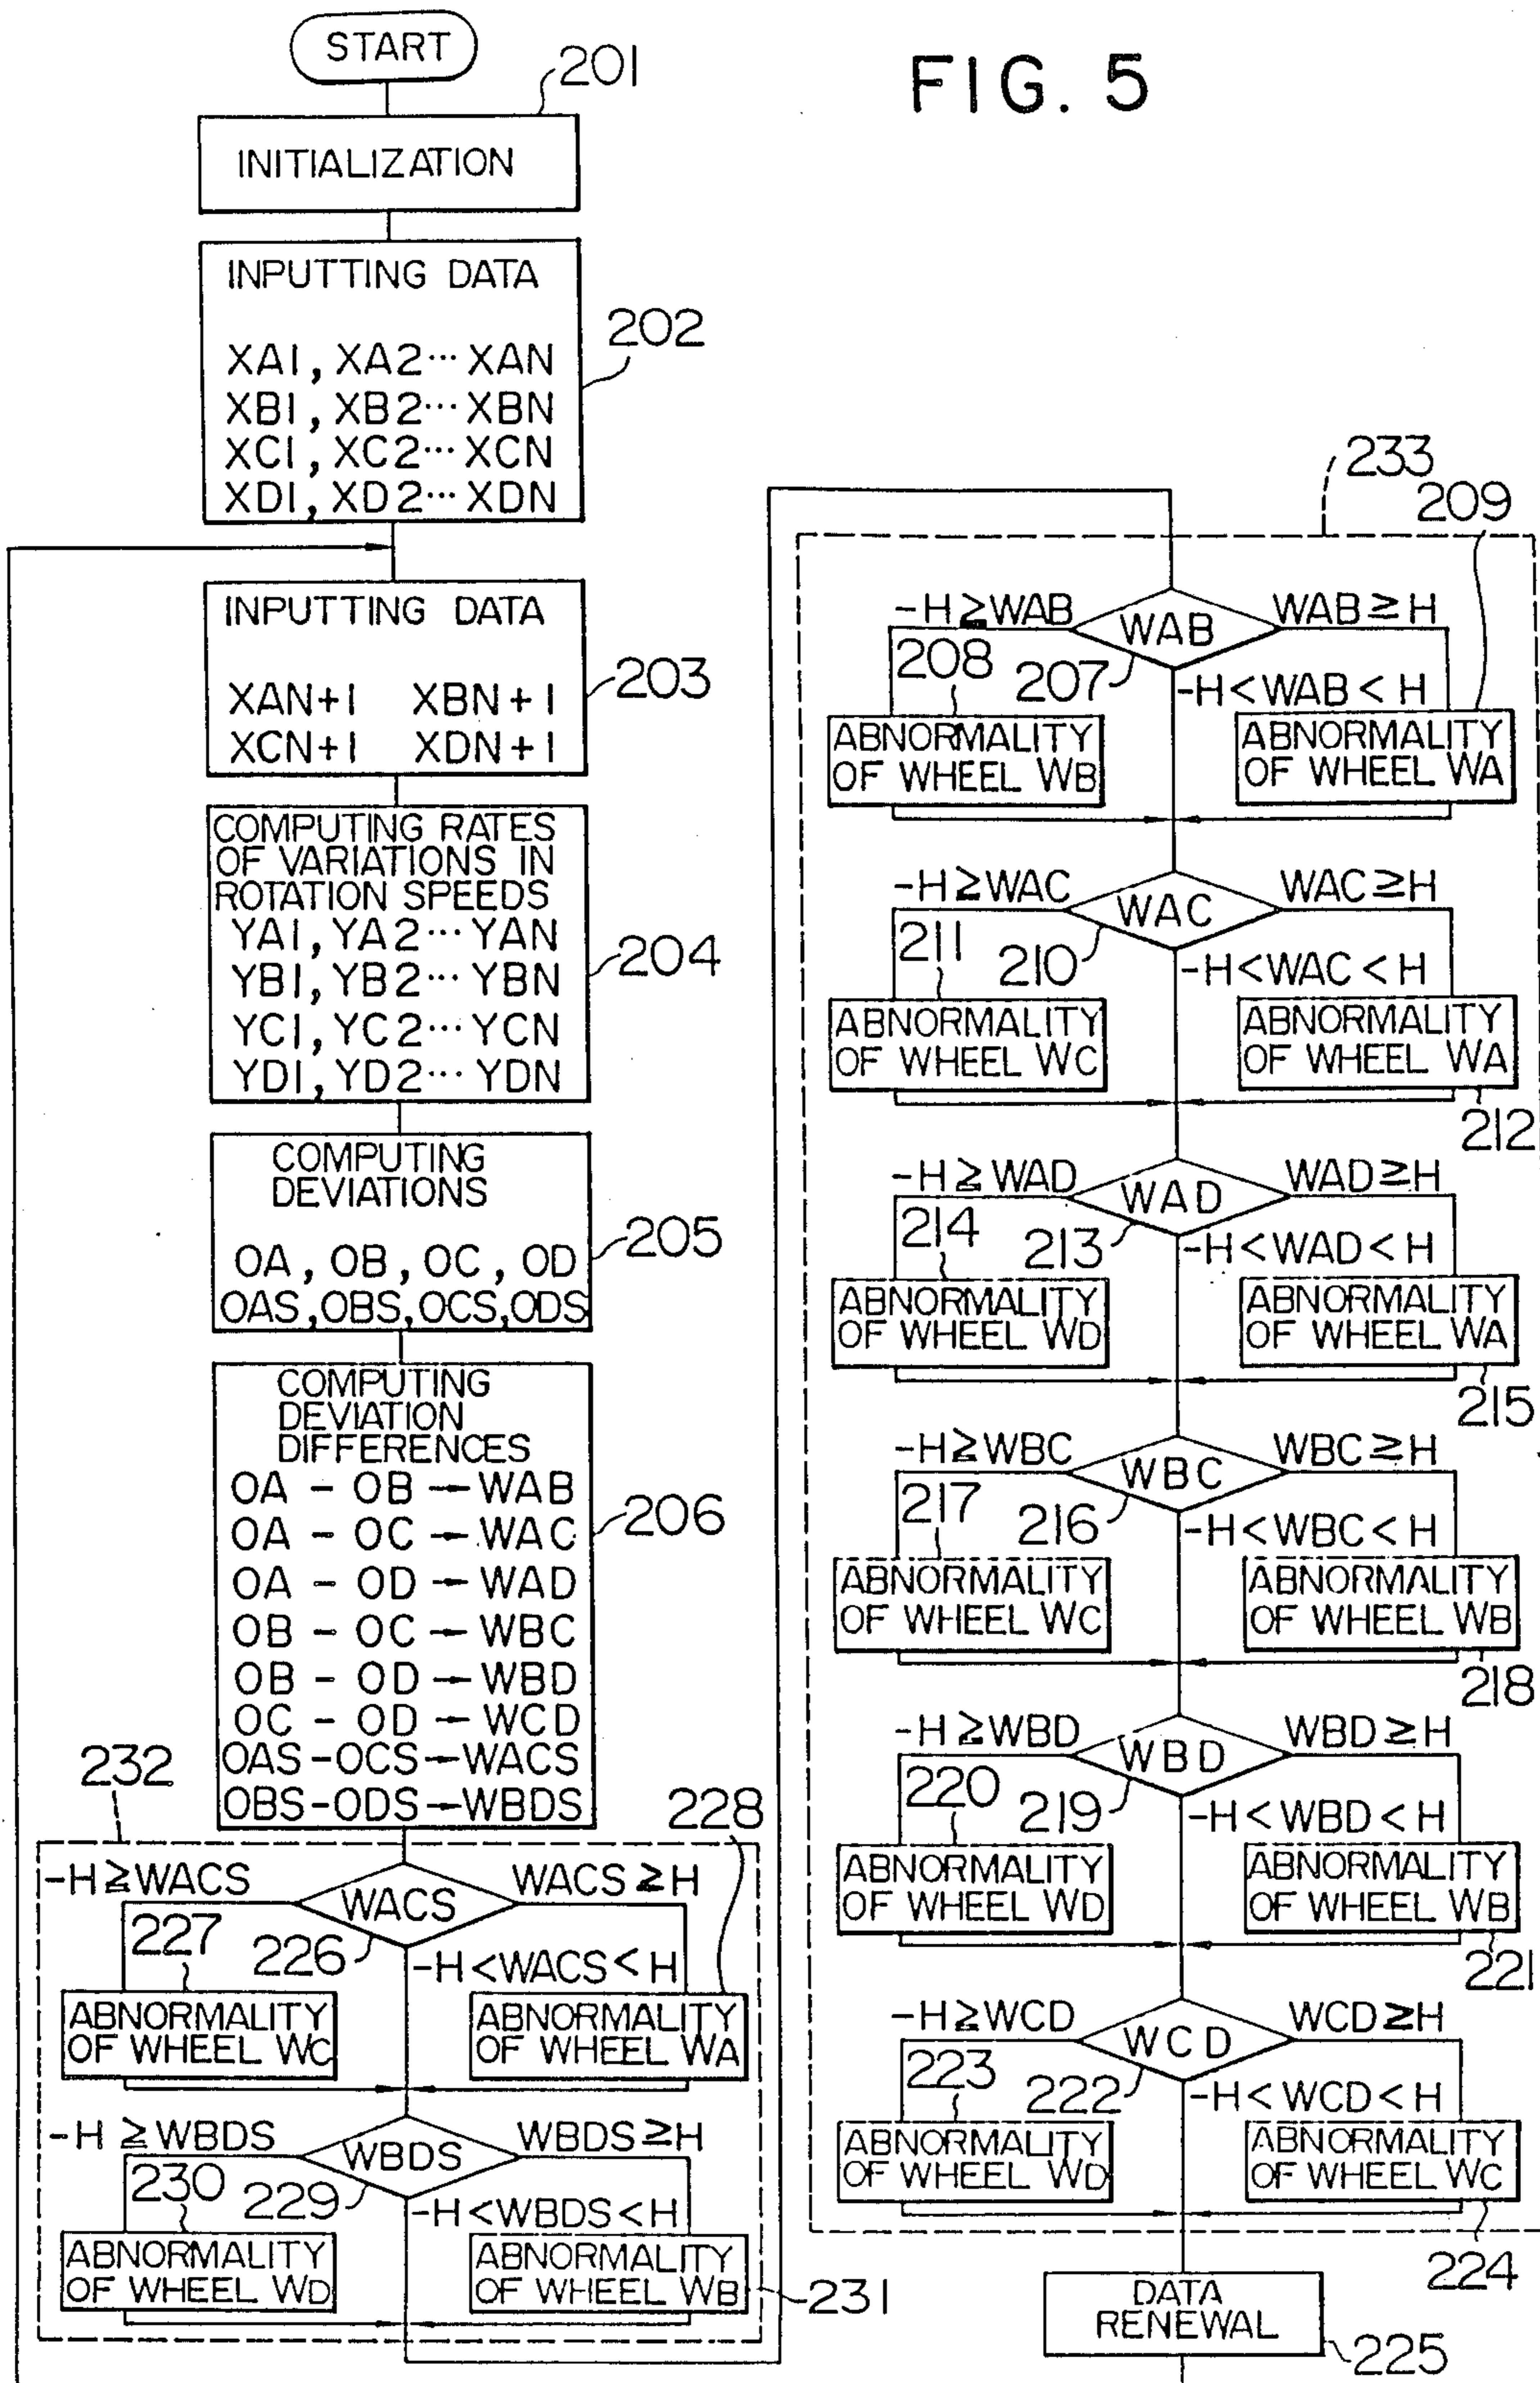 FIG. 5
START
201
INITIALIZATION
INPUTTING DATA
XA1, XA2··· XAN
XB1, XB2··· XBN
XC1, XC2··· XCN
XD1, XD2··· XDN
202
INPUTTING DATA
XAN+1 XBN+1
XCN+1 XDN+1
203
COMPUTING RATES
OF VARIATIONS IN
ROTATION SPEEDS
YA1, YA2··· YAN
YB1, YB2··· YBN
YC1, YC2··· YCN
YD1, YD2··· YDN
204
COMPUTING
DEVIATIONS
OA, OB, OC, OD
OAS, OBS, OCS, ODS
205
COMPUTING
DEVIATION
DIFFERENCES
OA - OB → WAB
OA - OC → WAC
OA - OD → WAD
OB - OC → WBC
OB - OD → WBD
OC - OD → WCD
OAS-OCS→WACS
OBS-ODS→WBDS
206
232
-H≧WACS
WACS
WACS≧H
228
227
226
-H<WACS<H
ABNORMALITY
OF WHEEL WC
ABNORMALITY
OF WHEEL WA
-H≧WBDS
WBDS
WBDS≧H
230
229
-H<WBDS<H
ABNORMALITY
OF WHEEL WD
ABNORMALITY
OF WHEEL WB
231
233
209
-H≧WAB
WAB
WAB≧H
208
207
-H<WAB<H
ABNORMALITY
OF WHEEL WB
ABNORMALITY
OF WHEEL WA
-H≧WAC
WAC
WAC≧H
211
210
-H<WAC<H
ABNORMALITY
OF WHEEL WC
ABNORMALITY
OF WHEEL WA
212
-H≧WAD
WAD
WAD≧H
214
213
-H<WAD<H
ABNORMALITY
OF WHEEL WD
ABNORMALITY
OF WHEEL WA
215
-H≧WBC
WBC
WBC≧H
217
216
-H<WBC<H
ABNORMALITY
OF WHEEL WC
ABNORMALITY
OF WHEEL WB
218
-H≧WBD
WBD
WBD≧H
220
219
-H<WBD<H
ABNORMALITY
OF WHEEL WD
ABNORMALITY
OF WHEEL WB
221
-H≧WCD
WCD
WCD≧H
223
222
-H<WCD<H
ABNORMALITY
OF WHEEL WD
ABNORMALITY
OF WHEEL WC
224
DATA
RENEWAL
225